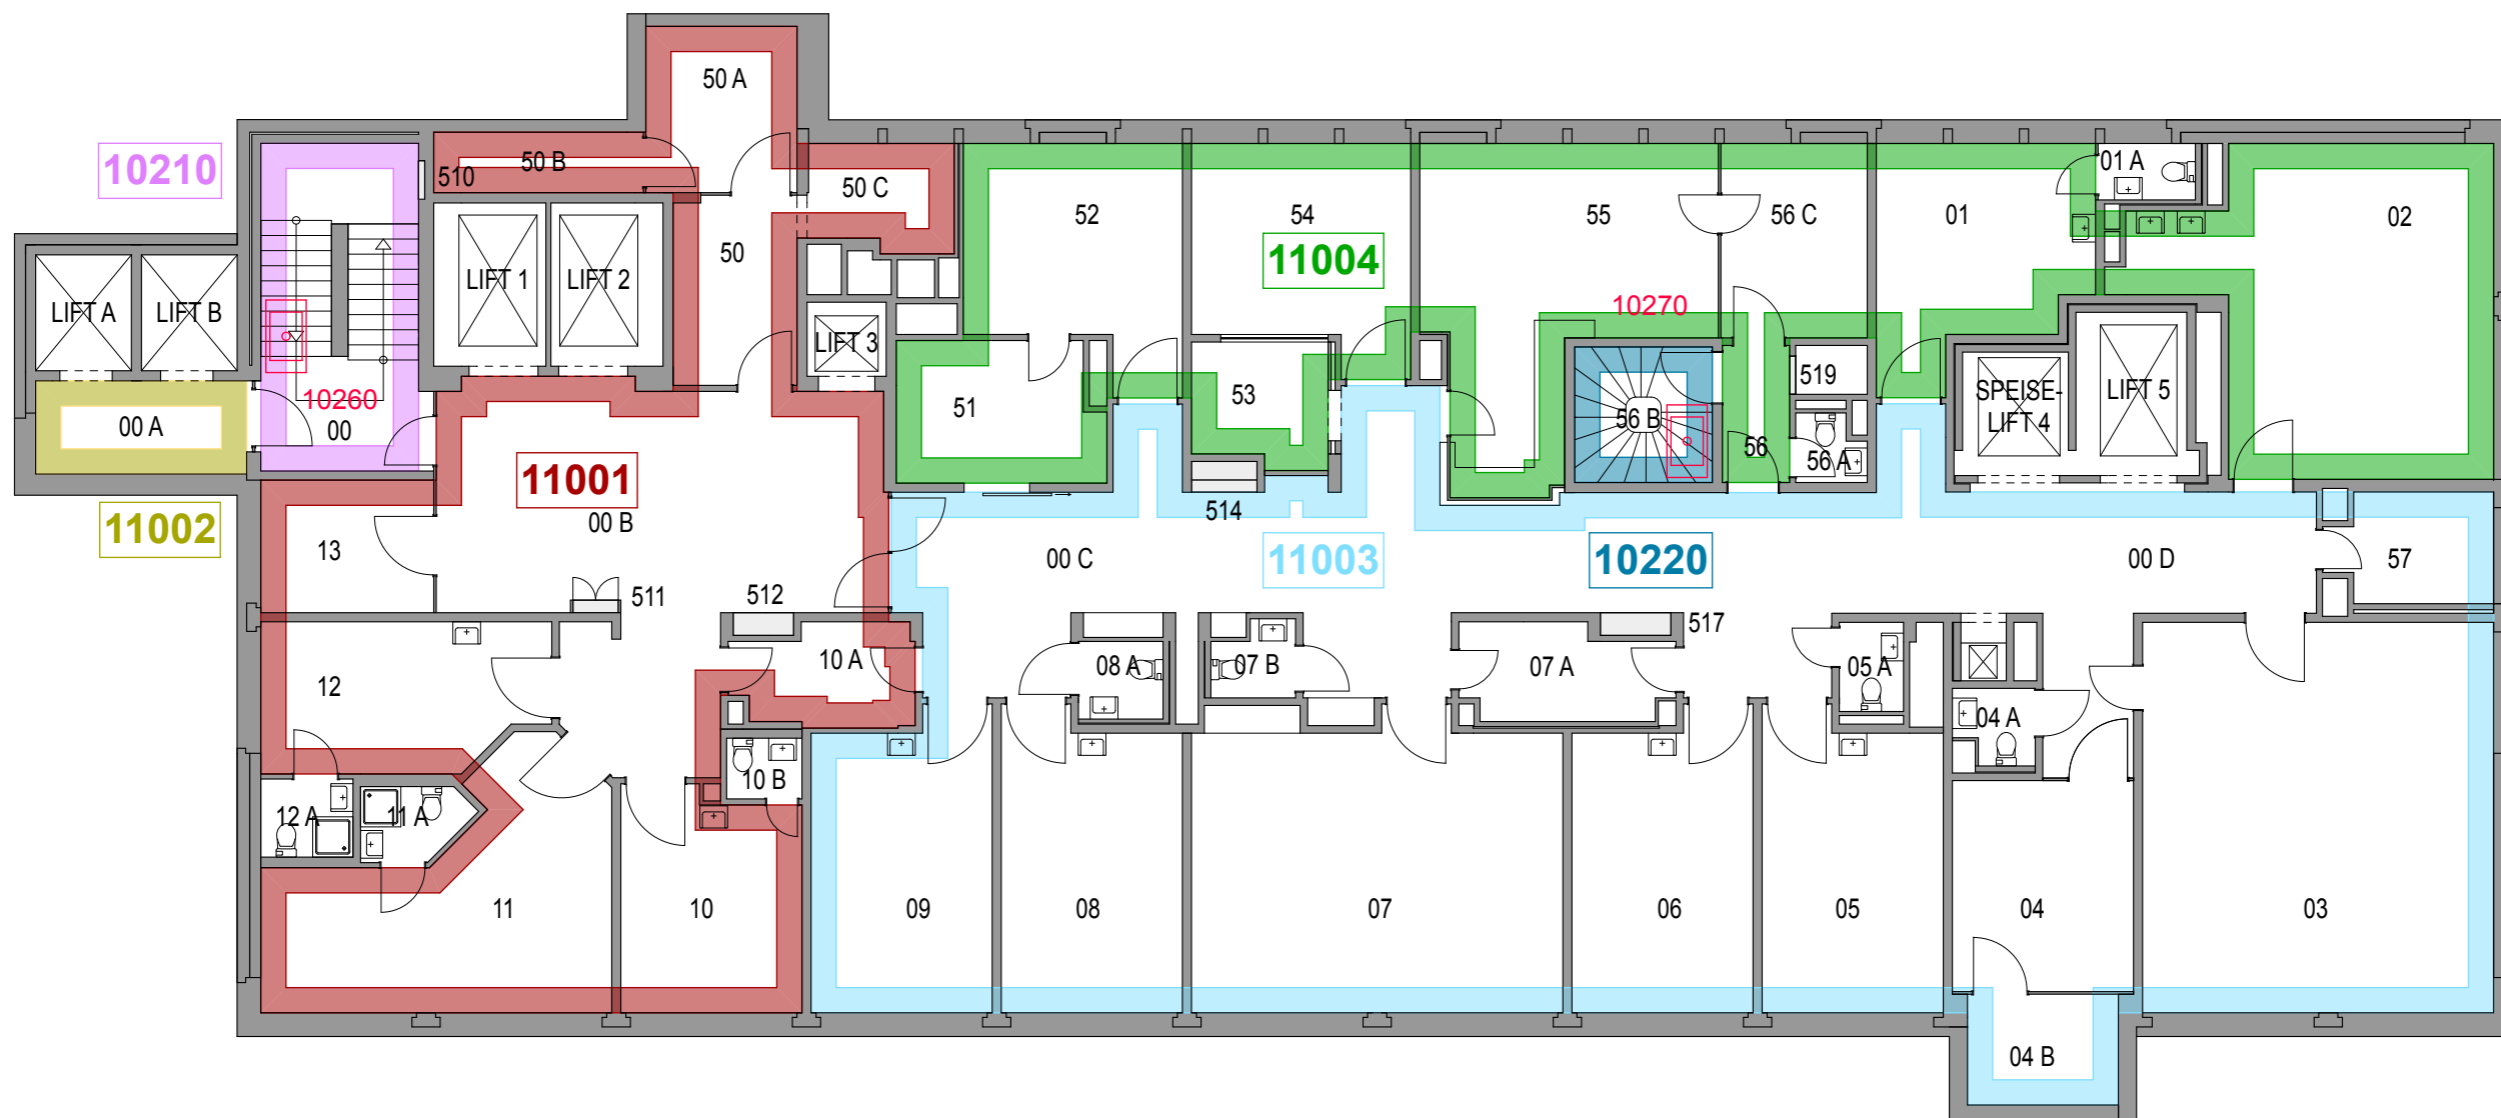 50 A
10210
50 B
510
50 C
01 A
52
54
55
56 C
01
02
50
11004
LIFT A
LIFT B
LIFT 1
LIFT 2
10270
LIFT 3
10260
00
00 A
51
53
519
SPEISE-
LIFT 4
LIFT 5
56 B
56
56 A
11001
11002
00 B
514
13
00 C
11003
10220
00 D
57
511
512
517
12
10 A
08 A
07 B
07 A
05 A
04 A
12 A
11 A
10 B
11
10
09
08
07
06
05
04
03
04 B